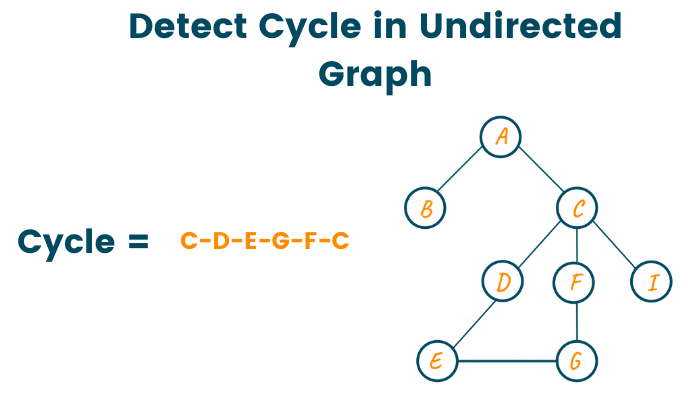 Detect Cycle in Undirected
Graph
A
B
C
Cycle = C-D-E-G-F-C
D
F
I
E
G